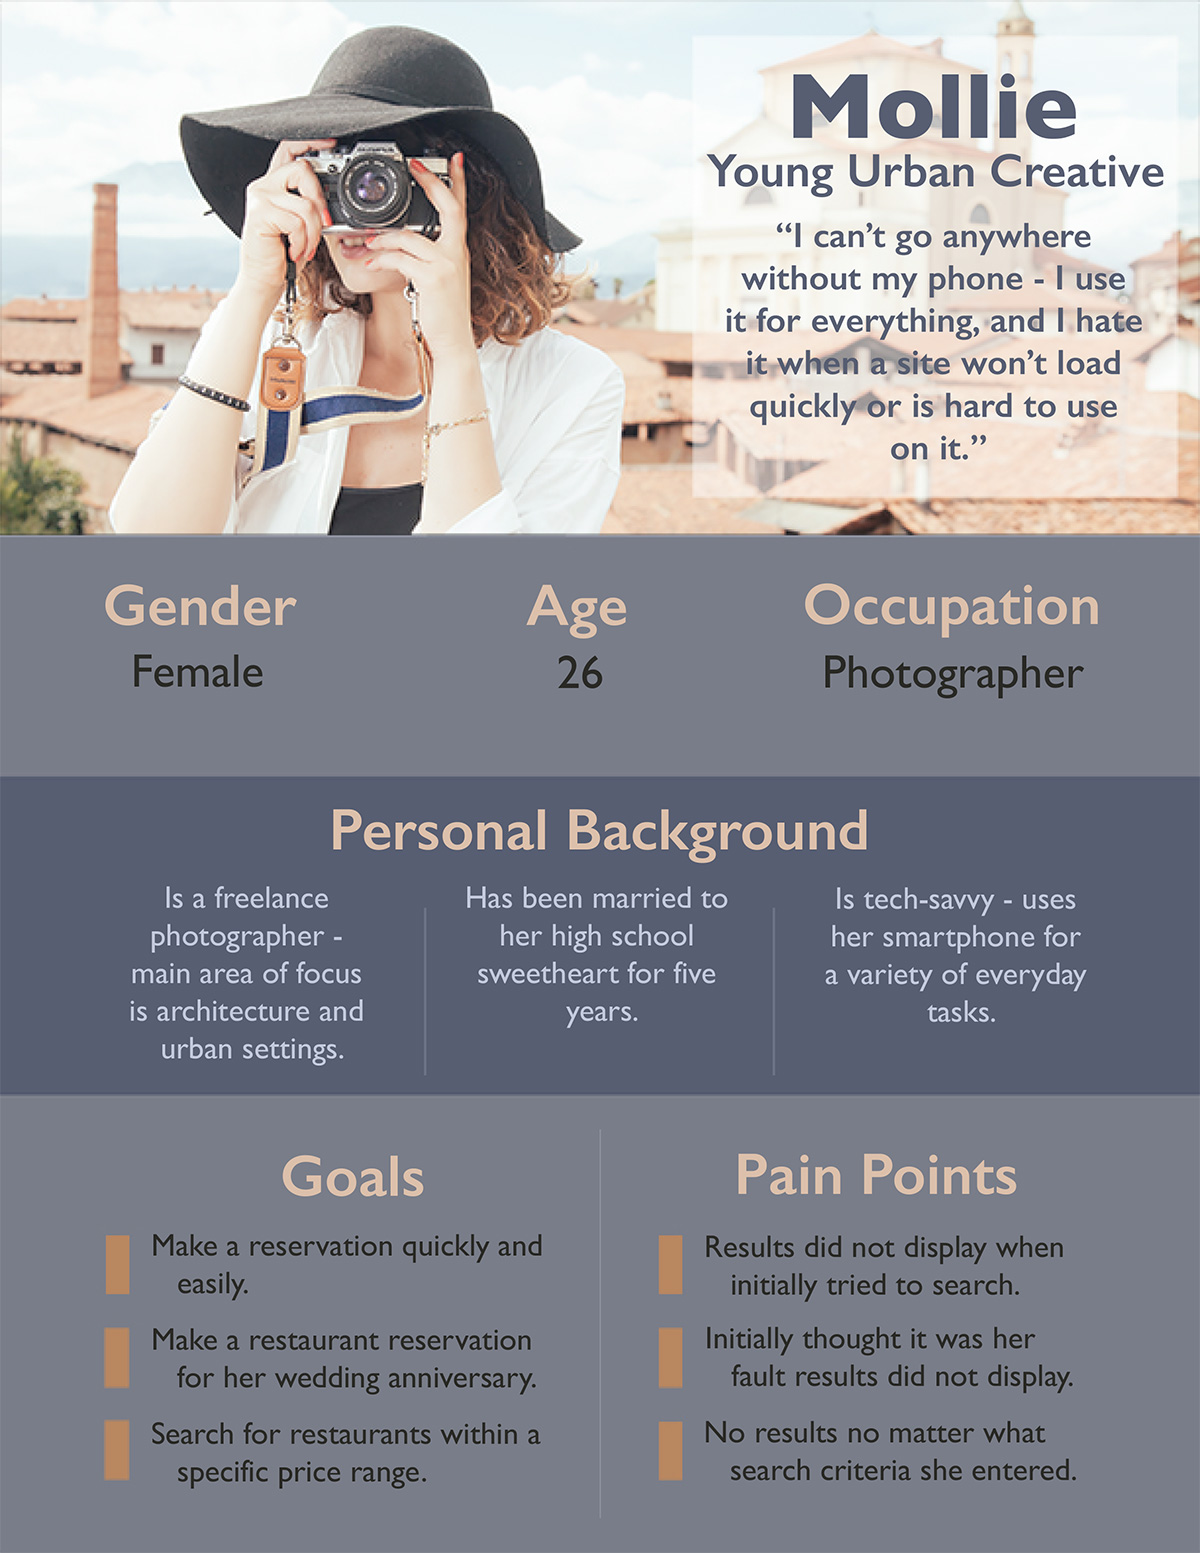 OLYMPUS
Mollie
Young Urban Creative
“I can’t go anywhere
without my phone - I use
it for everything, and I hate
it when a site won’t load
quickly or is hard to use
on it.”
Gender
Female
Age
26
Occupation
Photographer
Personal Background
Is a freelance
photographer -
main area of focus
is architecture and
urban settings.
Has been married to
her high school
sweetheart for five
years.
Is tech-savvy - uses
her smartphone for
a variety of everyday
tasks.
Goals
Make a reservation quickly and
easily.
Make a restaurant reservation
for her wedding anniversary.
Search for restaurants within a
specific price range.
Pain Points
Results did not display when
initially tried to search.
Initially thought it was her
fault results did not display.
No results no matter what
search criteria she entered.